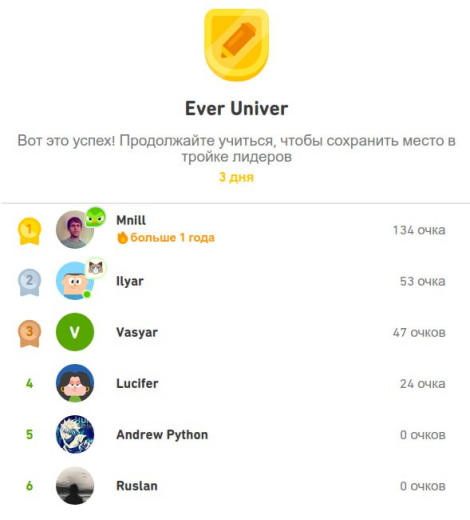 Ever Univer
Вот это успех! Продолжайте учиться, чтобы сохранить место в
тройке лидеров
3 дня
1
Mnill
больше 1 года
134 очка
2
Ilyar
53 очка
3
V
Vasyar
47 очков
4
Lucifer
24 очка
5
Andrew Python
0 очков
6
Ruslan
0 очков